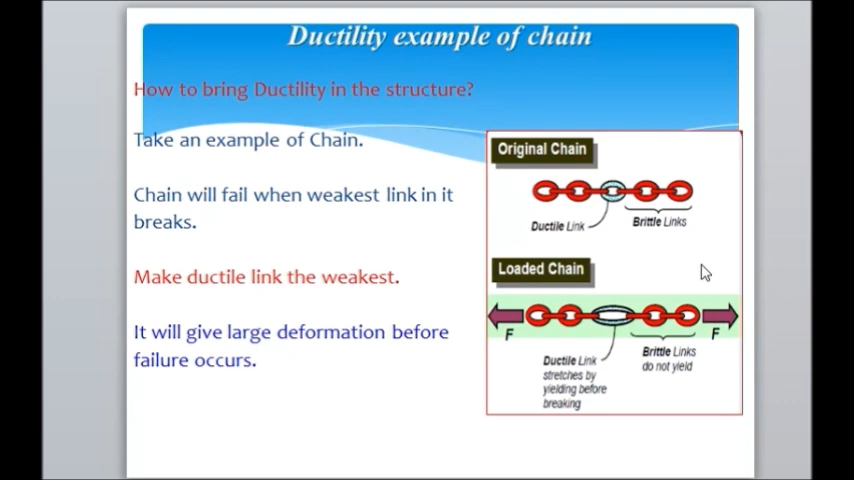 Ductility example of chain
How to bring Ductility in the structure?
Take an example of Chain.
Chain will fail when weakest link in it
breaks.
Make ductile link the weakest.
It will give large deformation before
failure occurs.
Original Chain
Ductile Link
Brittle Links
Loaded Chain
F
F
Ductile Link
stretches by
yielding before
breaking
Brittle Links
do not yield